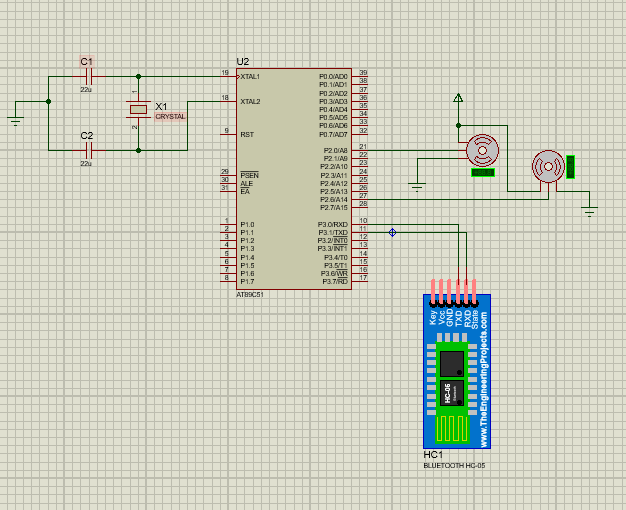 C1
22u
C2
22u
1
X1
CRYSTAL
2
U2
19 XTAL1
18 XTAL2
9 RST
29 PSEN
30 ALE
31 EA
1 P1.0
2 P1.1
3 P1.2
4 P1.3
5 P1.4
6 P1.5
7 P1.6
8 P1.7
P0.0/AD0 39
P0.1/AD1 38
P0.2/AD2 37
P0.3/AD3 36
P0.4/AD4 35
P0.5/AD5 34
P0.6/AD6 33
P0.7/AD7 32
P2.0/A8 21
P2.1/A9 22
P2.2/A10 23
P2.3/A11 24
P2.4/A12 25
P2.5/A13 26
P2.6/A14 27
P2.7/A15 28
P3.0/RXD 10
P3.1/TXD 11
P3.2/INT0 12
P3.3/INT1 13
P3.4/T0 14
P3.5/T1 15
P3.6/WR 16
P3.7/RD 17
AT89C51
Key
Vcc
GND
TXD
RXD
State
HC-05
www.TheEngineeringProjects.com
HC1
BLUETOOTH HC-05